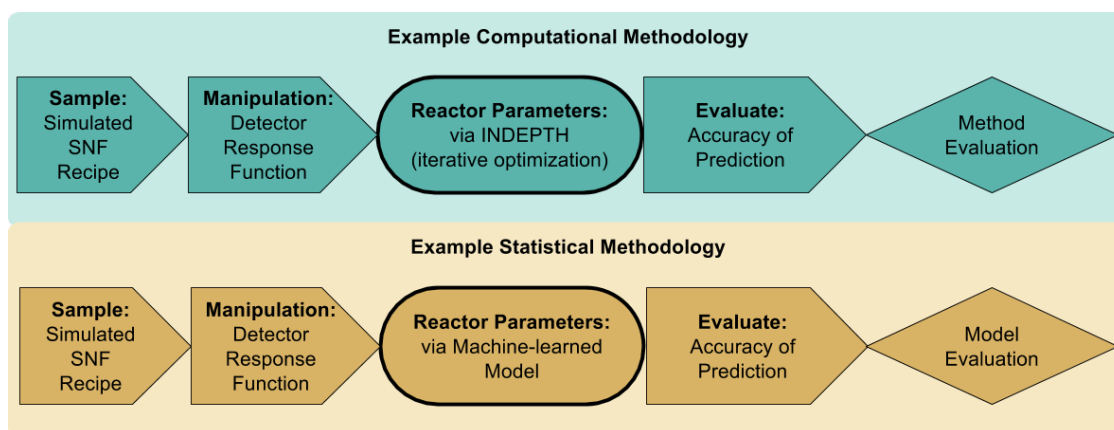 Example Computational Methodology
Sample:
Simulated
SNF
Recipe
Manipulation:
Detector
Response
Function
Reactor Parameters:
via INDEPTH
(iterative optimization)
Evaluate:
Accuracy of
Prediction
Method
Evaluation
Example Statistical Methodology
Sample:
Simulated
SNF
Recipe
Manipulation:
Detector
Response
Function
Reactor Parameters:
via Machine-learned
Model
Evaluate:
Accuracy of
Prediction
Model
Evaluation